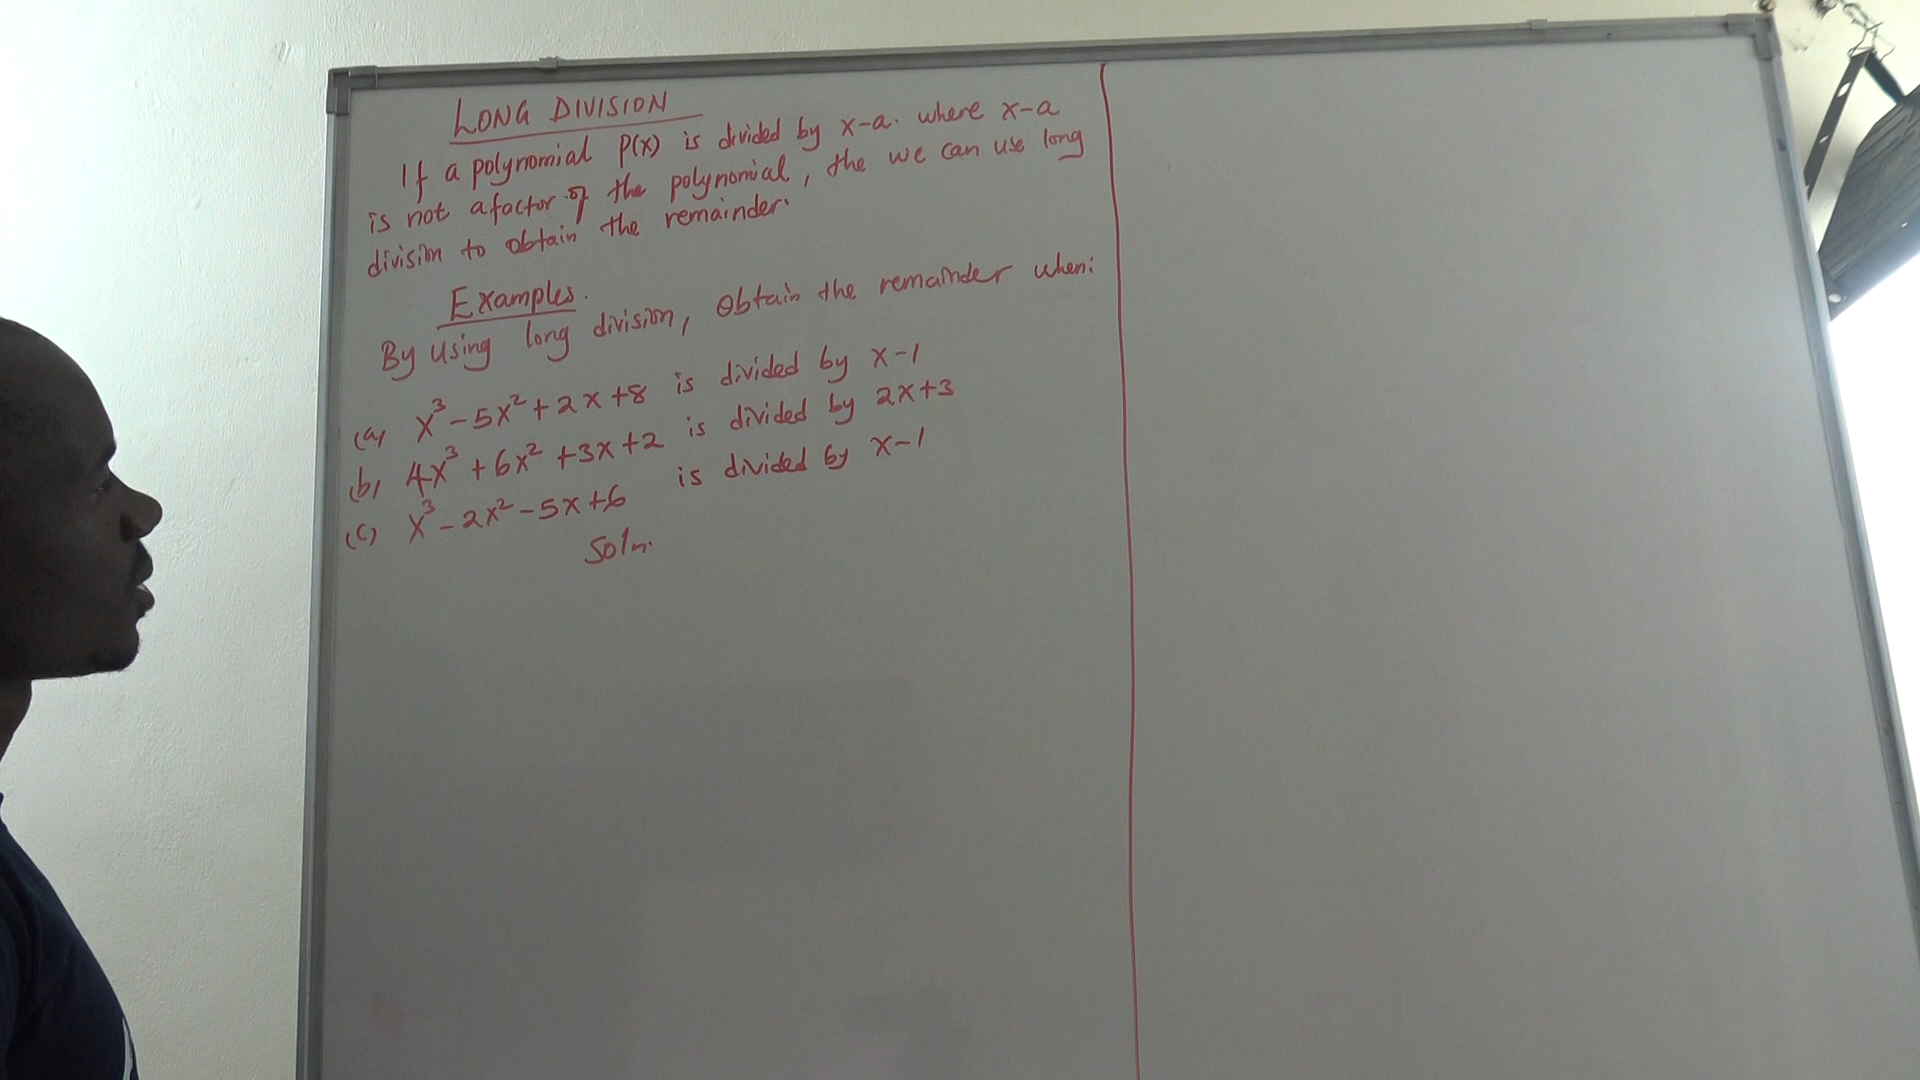 LONG DIVISION
If a polynomial P(x) is divided by x-a. where x-a
is not a factor of the polynomial, the we can use long
division to obtain the remainder.
Examples.
By using long division, obtain the remainder when:
(a) x³-5x²+2x+8 is divided by x-1
(b) 4x³+6x²+3x+2 is divided by 2x+3
(c) x³-2x²-5x+6 is divided by x-1
Soln.